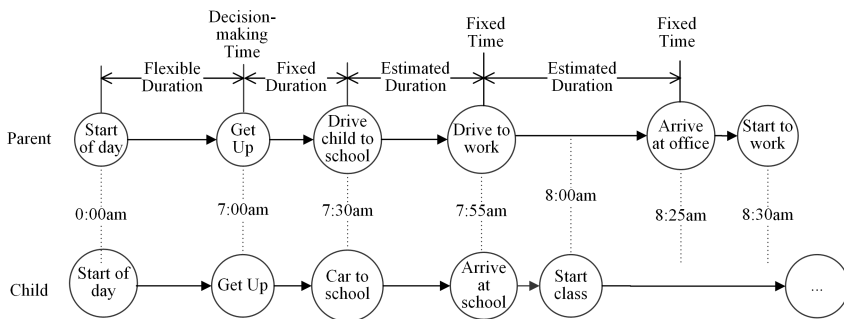 Decision-
making
Time
Fixed
Time
Fixed
Time
Flexible
Duration
Fixed
Duration
Estimated
Duration
Estimated
Duration
Parent
Start
of day
Get
Up
Drive
child to
school
Drive to
work
Arrive
at office
Start to
work
0:00am
7:00am
7:30am
7:55am
8:00am
8:25am
8:30am
Child
Start of
day
Get Up
Car to
school
Arrive
at
school
Start
class
...